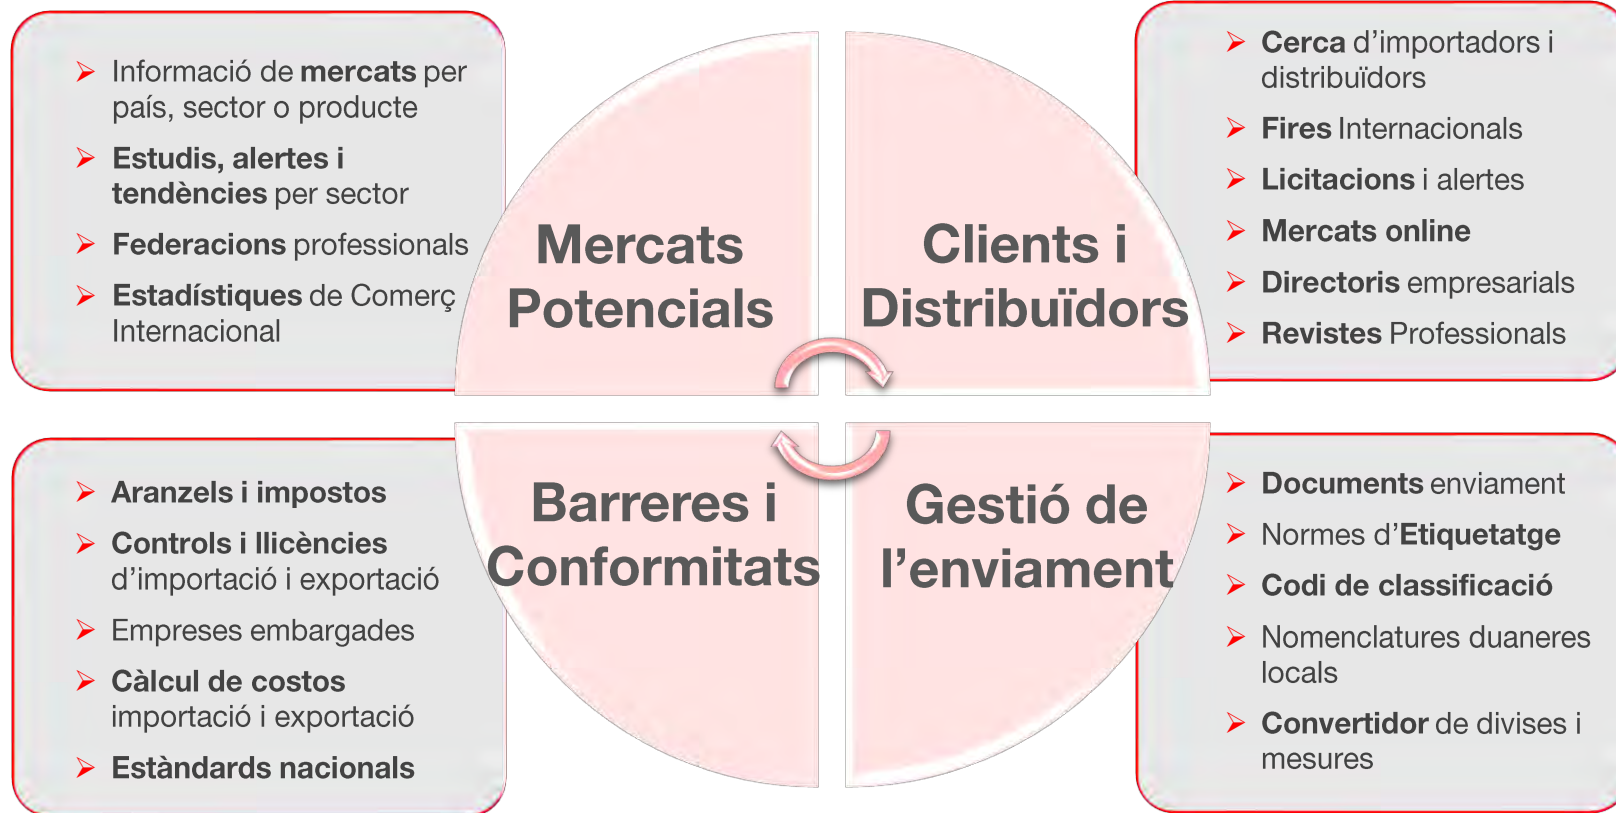 Informació de mercats per
país, sector o producte
Estudis, alertes i
tendències per sector
Federacions professionals
Estadístiques de Comerç
Internacional
Mercats
Potencials
Clients i
Distribuïdors
Cerca d’importadors i
distribuïdors
Fires Internacionals
Licitacions i alertes
Mercats online
Directoris empresarials
Revistes Professionals
Aranzels i impostos
Controls i llicències
d’importació i exportació
Empreses embargades
Càlcul de costos
importació i exportació
Estàndards nacionals
Barreres i
Conformitats
Gestió de
l’enviament
Documents enviament
Normes d’Etiquetatge
Codi de classificació
Nomenclatures duaneres
locals
Convertidor de divises i
mesures